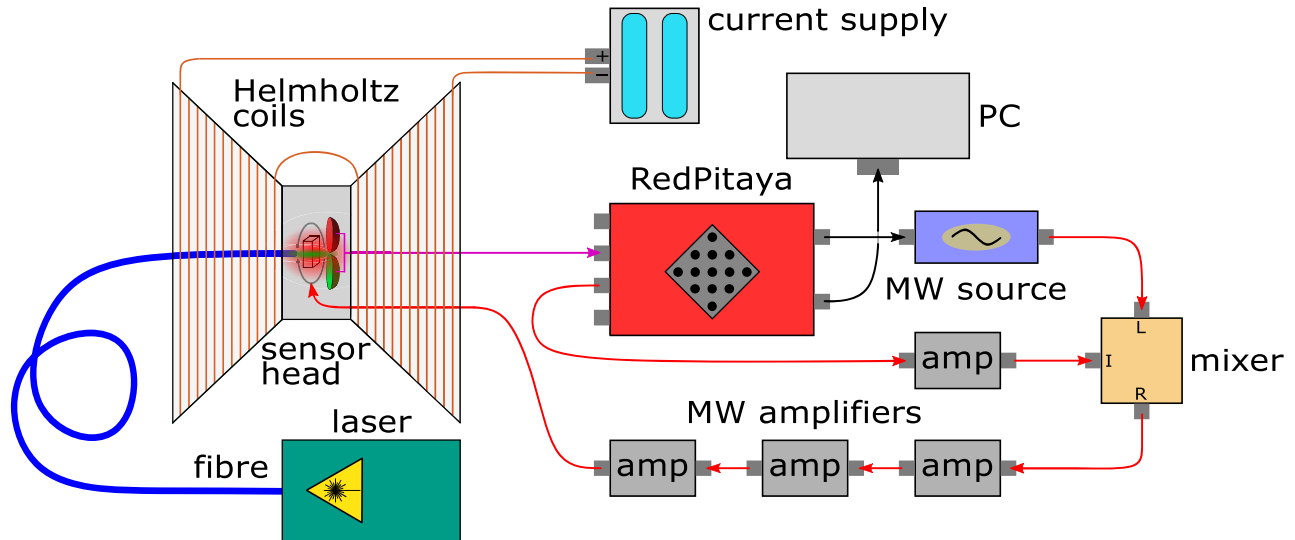 current supply
+
−
Helmholtz
coils
PC
RedPitaya
MW source
L
sensor
head
amp
I
mixer
R
MW amplifiers
laser
fibre
amp
amp
amp